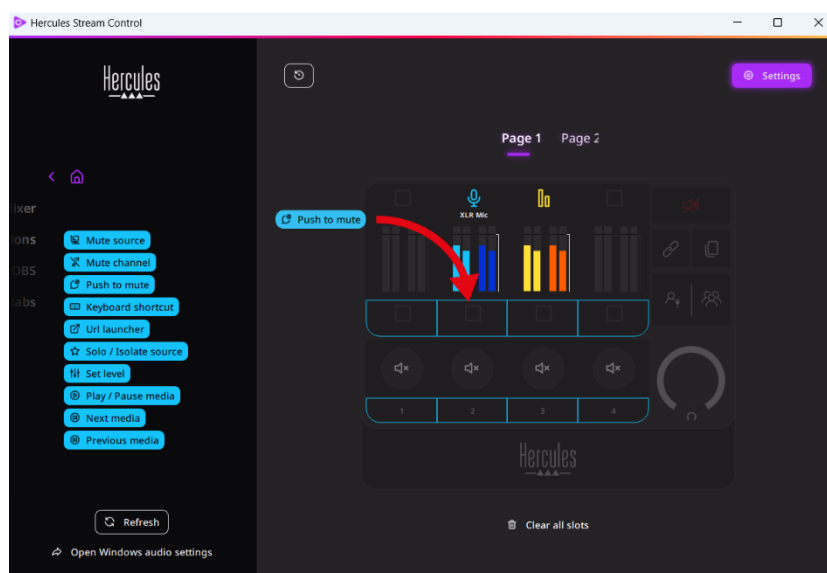 Hercules Stream Control
Hercules
Settings
Page 1 Page 2
ixer
ions
OBS
abs
Mute source
Mute channel
Push to mute
Keyboard shortcut
Url launcher
Solo / Isolate source
Set level
Play / Pause media
Next media
Previous media
Refresh
Open Windows audio settings
Push to mute
XLR Mic
1 2 3 4
Hercules
Clear all slots